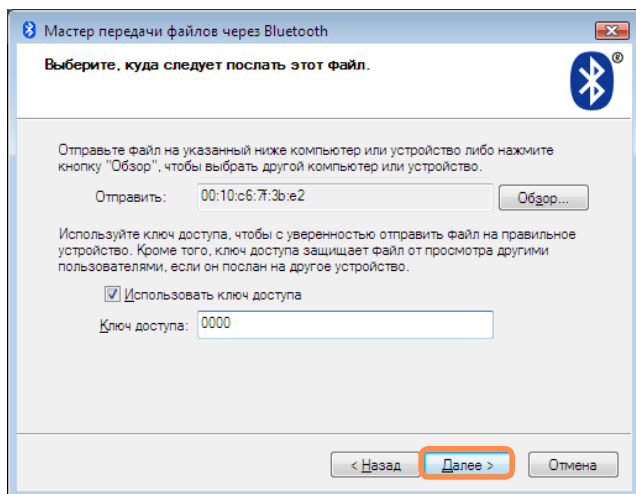 Мастер передачи файлов через Bluetooth
Выберите, куда следует послать этот файл.
®
Отправьте файл на указанный ниже компьютер или устройство либо нажмите
кнопку "Обзор", чтобы выбрать другой компьютер или устройство.
Отправить: 00:10:c6:7f:3b:e2 Обзор...
Используйте ключ доступа, чтобы с уверенностью отправить файл на правильное
устройство. Кроме того, ключ доступа защищает файл от просмотра другими
пользователями, если он послан на другое устройство.
Использовать ключ доступа
Ключ доступа: 0000
< Назад Далее > Отмена